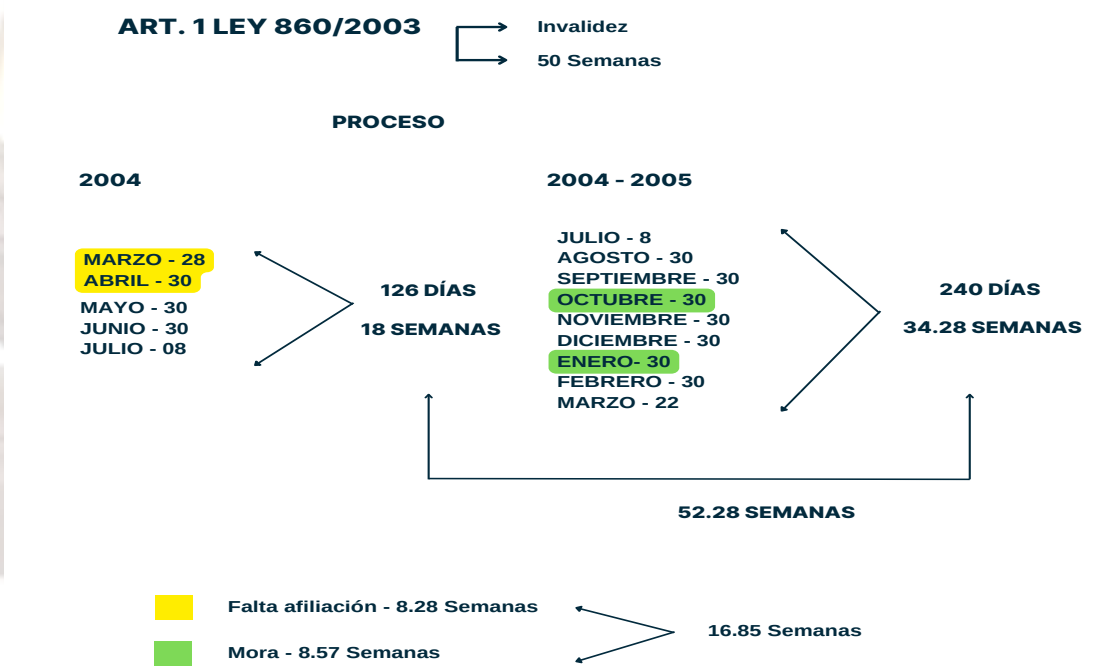 ART. 1 LEY 860/2003
Invalidez
50 Semanas
PROCESO
2004
MARZO - 28
ABRIL - 30
MAYO - 30
JUNIO - 30
JULIO - 08
126 DÍAS
18 SEMANAS
2004 - 2005
JULIO - 8
AGOSTO - 30
SEPTIEMBRE - 30
OCTUBRE - 30
NOVIEMBRE - 30
DICIEMBRE - 30
ENERO- 30
FEBRERO - 30
MARZO - 22
240 DÍAS
34.28 SEMANAS
52.28 SEMANAS
Falta afiliación - 8.28 Semanas
Mora - 8.57 Semanas
16.85 Semanas